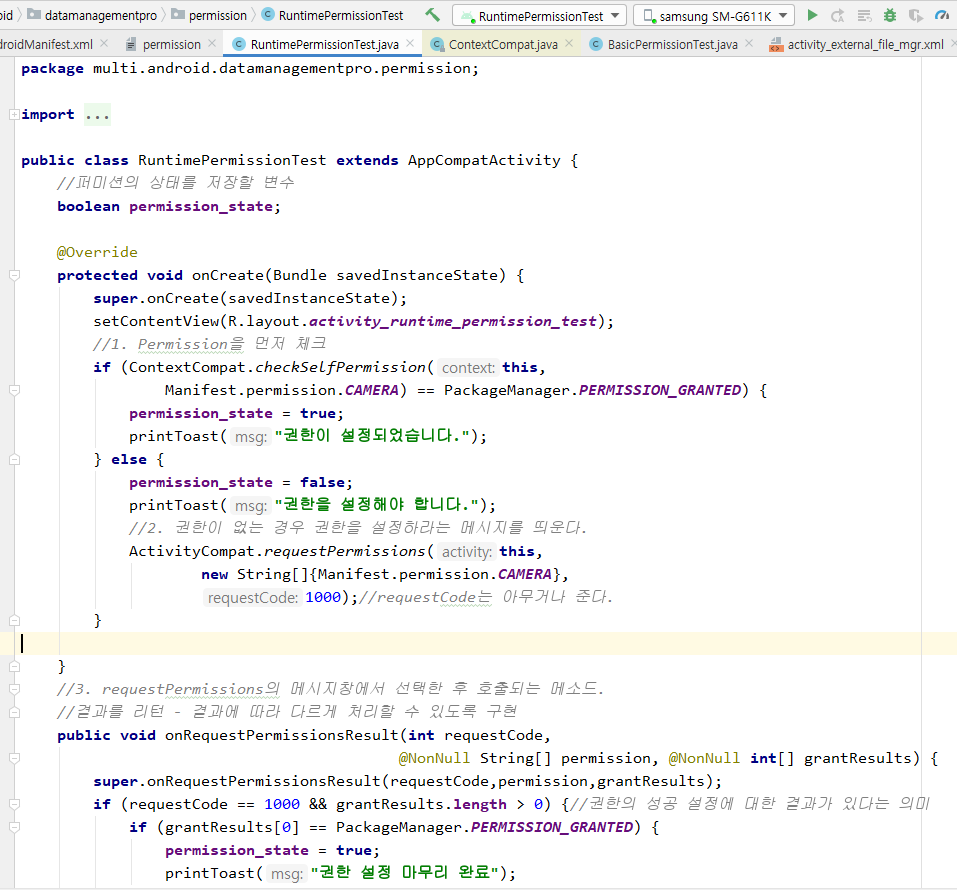 oid datamanagementpro permission RuntimePermissionTest RuntimePermissionTest samsung SM-G611K
droidManifest.xml permission RuntimePermissionTest.java ContextCompat.java BasicPermissionTest.java activity_external_file_mgr.xml
package multi.android.datamanagementpro.permission;
import ...
public class RuntimePermissionTest extends AppCompatActivity {
//퍼미션의 상태를 저장할 변수
boolean permission_state;
@Override
protected void onCreate(Bundle savedInstanceState) {
super.onCreate(savedInstanceState);
setContentView(R.layout.activity_runtime_permission_test);
//1. Permission을 먼저 체크
if (ContextCompat.checkSelfPermission( context: this,
Manifest.permission.CAMERA) == PackageManager.PERMISSION_GRANTED) {
permission_state = true;
printToast( msg: "권한이 설정되었습니다.");
} else {
permission_state = false;
printToast( msg: "권한을 설정해야 합니다.");
//2. 권한이 없는 경우 권한을 설정하라는 메시지를 띄운다.
ActivityCompat.requestPermissions( activity: this,
new String[]{Manifest.permission.CAMERA},
requestCode: 1000);//requestCode는 아무거나 준다.
}
}
//3. requestPermissions의 메시지창에서 선택한 후 호출되는 메소드.
//결과를 리턴 - 결과에 따라 다르게 처리할 수 있도록 구현
public void onRequestPermissionsResult(int requestCode,
@NonNull String[] permission, @NonNull int[] grantResults) {
super.onRequestPermissionsResult(requestCode,permission,grantResults);
if (requestCode == 1000 && grantResults.length > 0) {//권한의 성공 설정에 대한 결과가 있다는 의미
if (grantResults[0] == PackageManager.PERMISSION_GRANTED) {
permission_state = true;
printToast( msg: "권한 설정 마무리 완료");